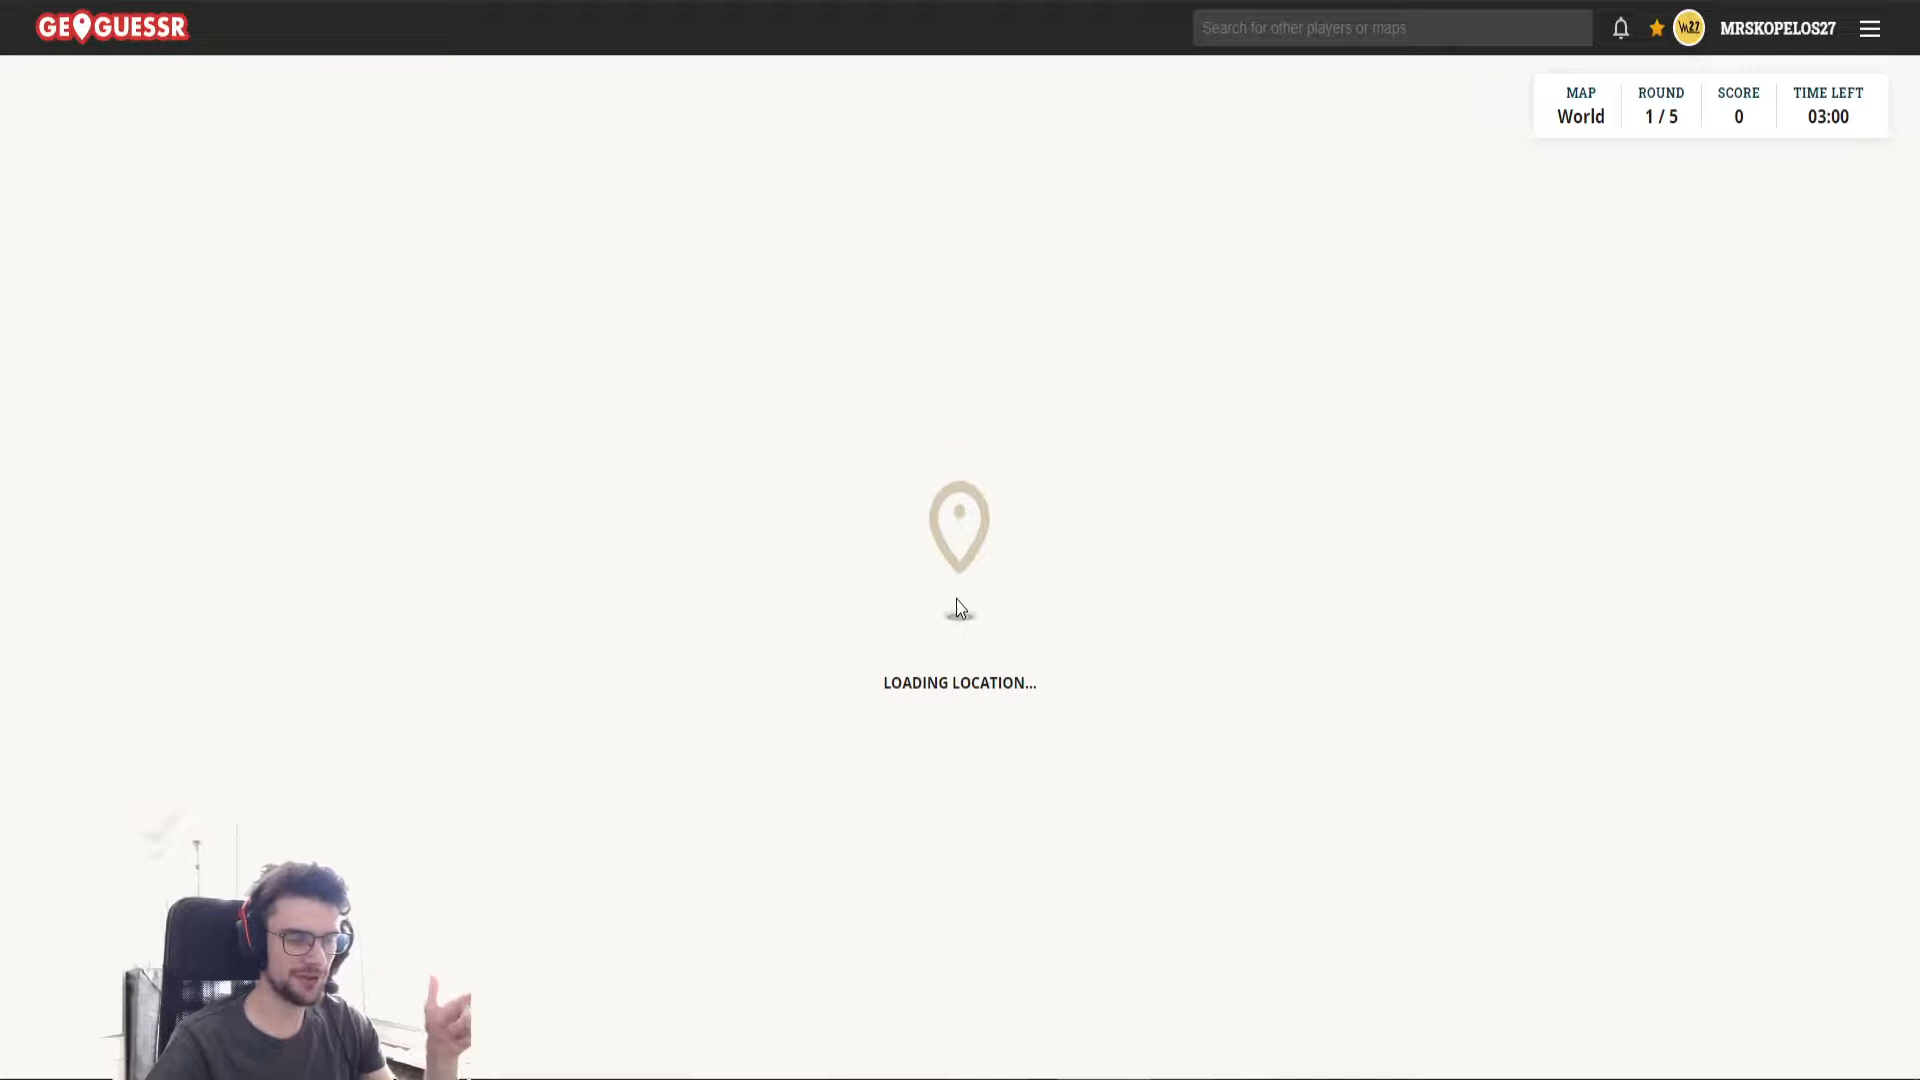 GEOGUESSR
Search for other players or maps
MRSKOPELOS27
MAP
World
ROUND
1 / 5
SCORE
0
TIME LEFT
03:00
LOADING LOCATION...